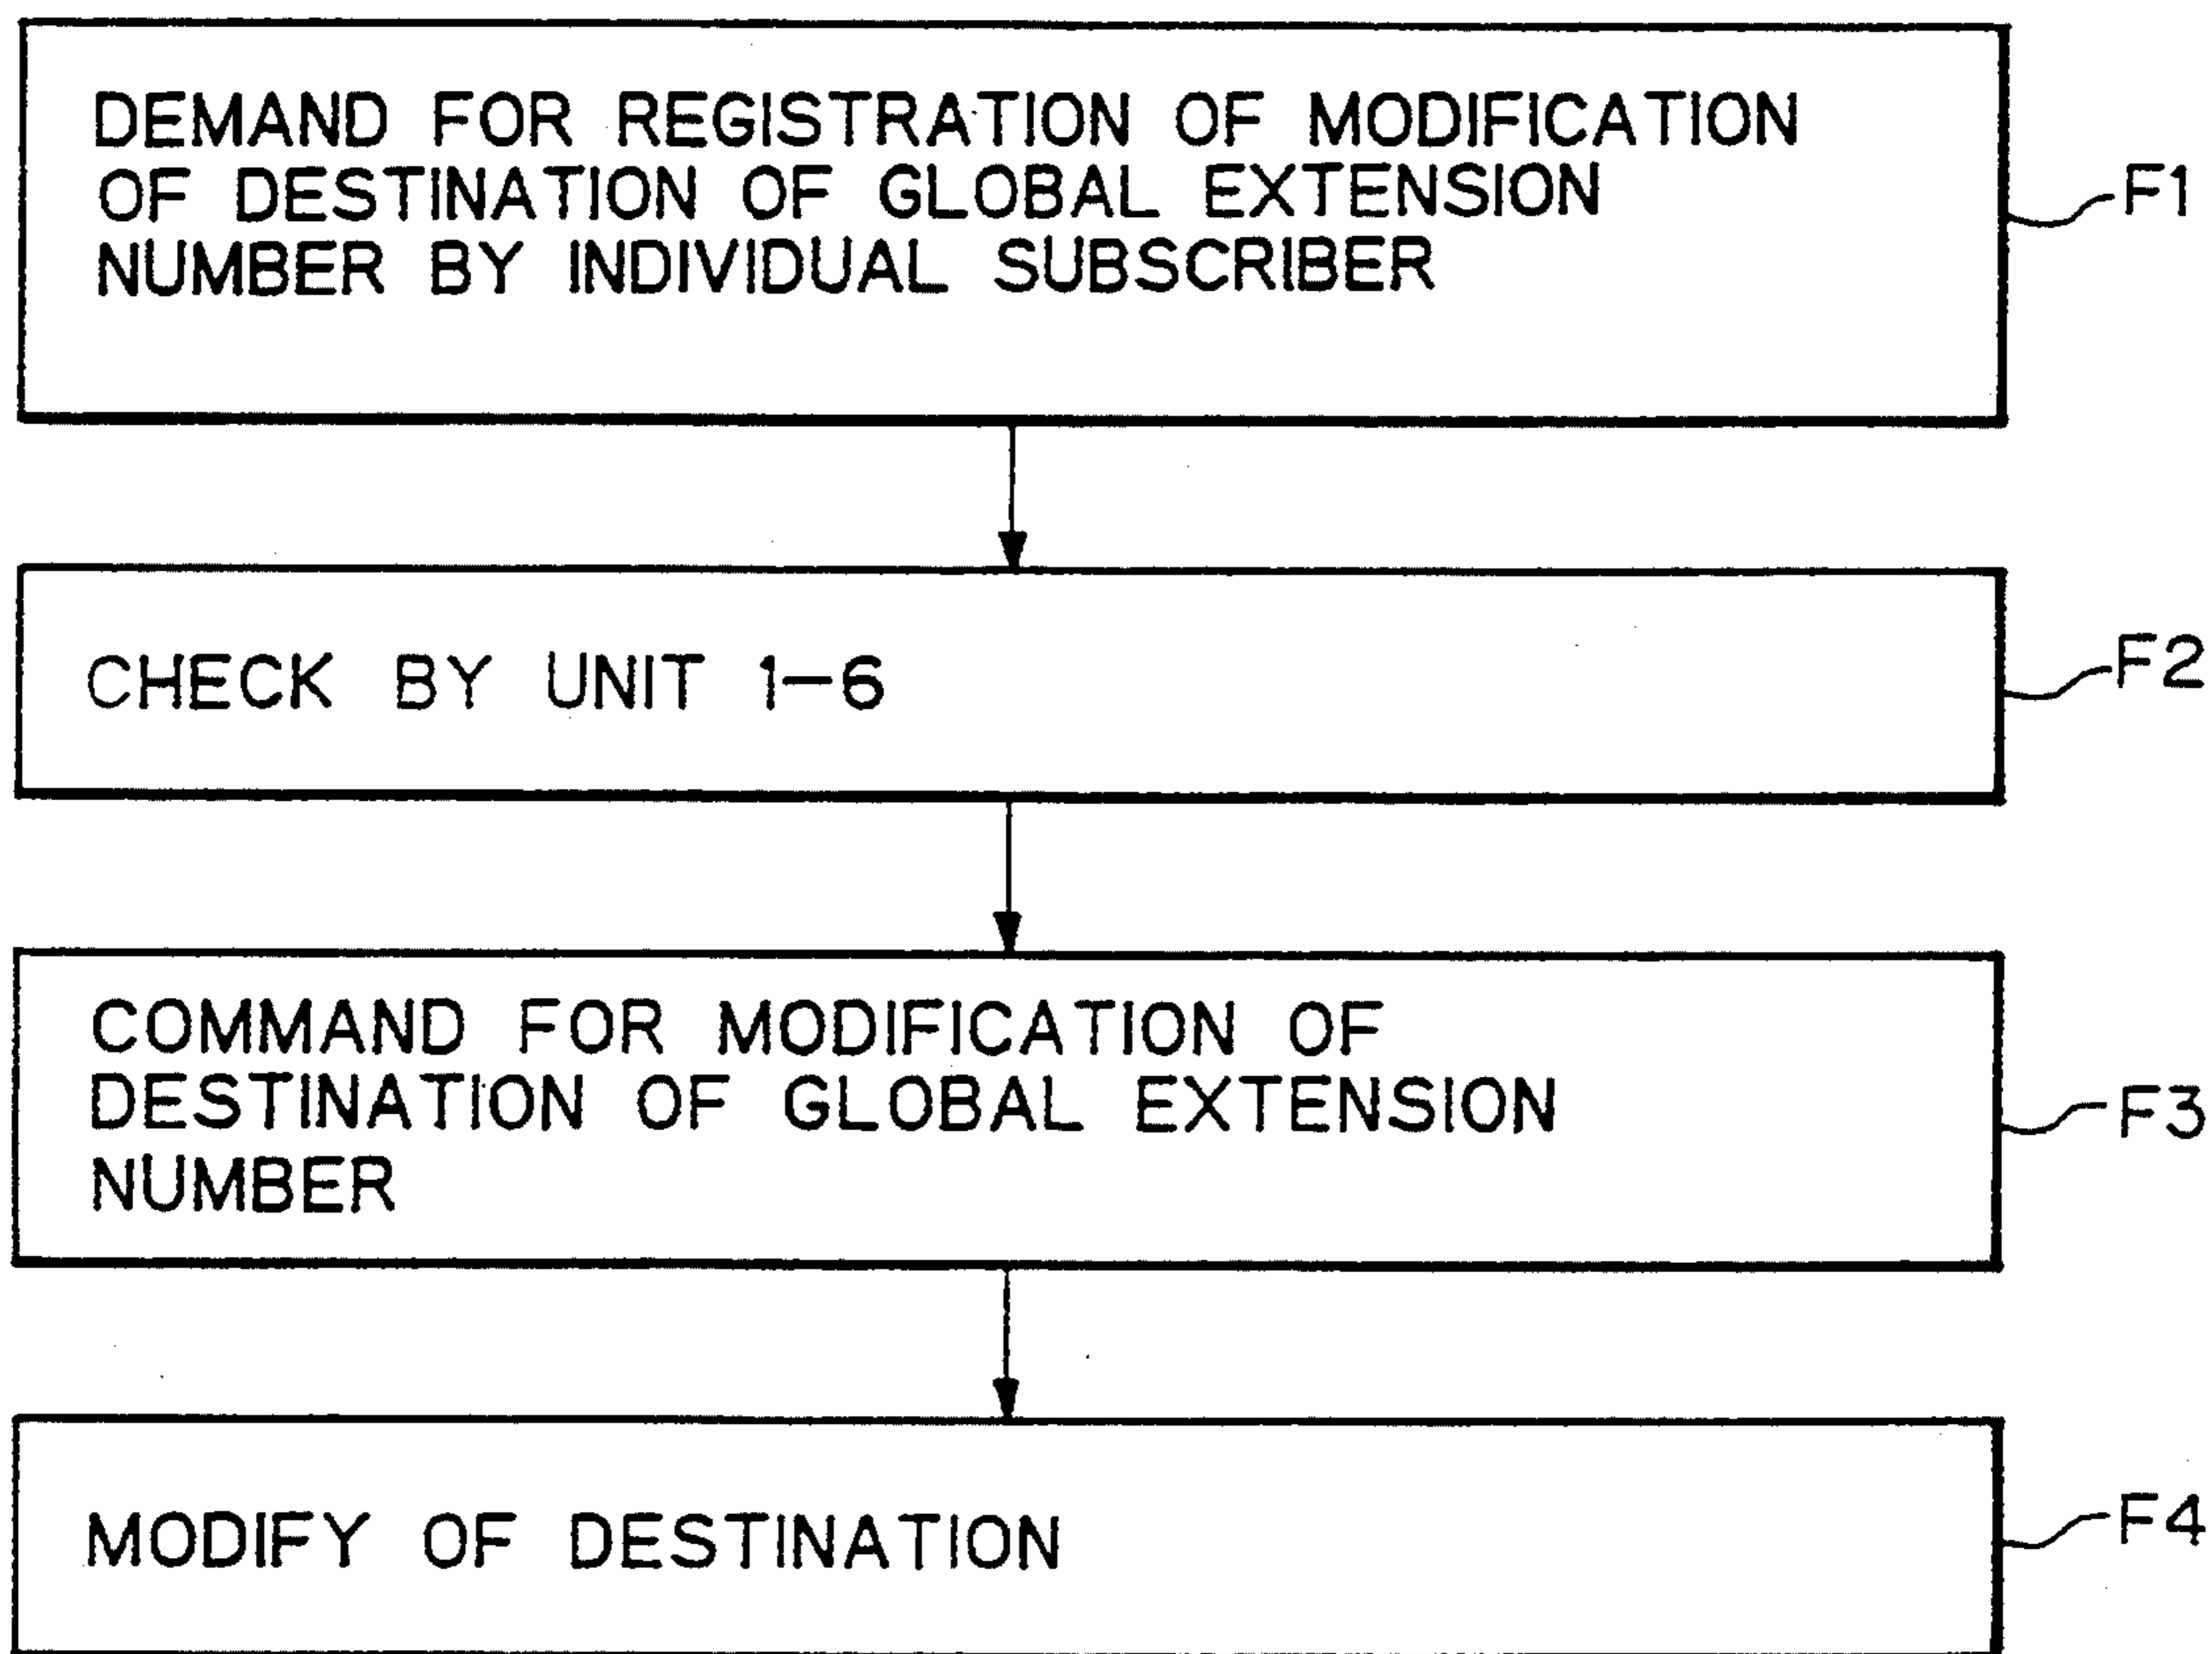 DEMAND FOR REGISTRATION OF MODIFICATION
OF DESTINATION OF GLOBAL EXTENSION
NUMBER BY INDIVIDUAL SUBSCRIBER
F1
CHECK BY UNIT 1-6
F2
COMMAND FOR MODIFICATION OF
DESTINATION OF GLOBAL EXTENSION
NUMBER
F3
MODIFY OF DESTINATION
F4